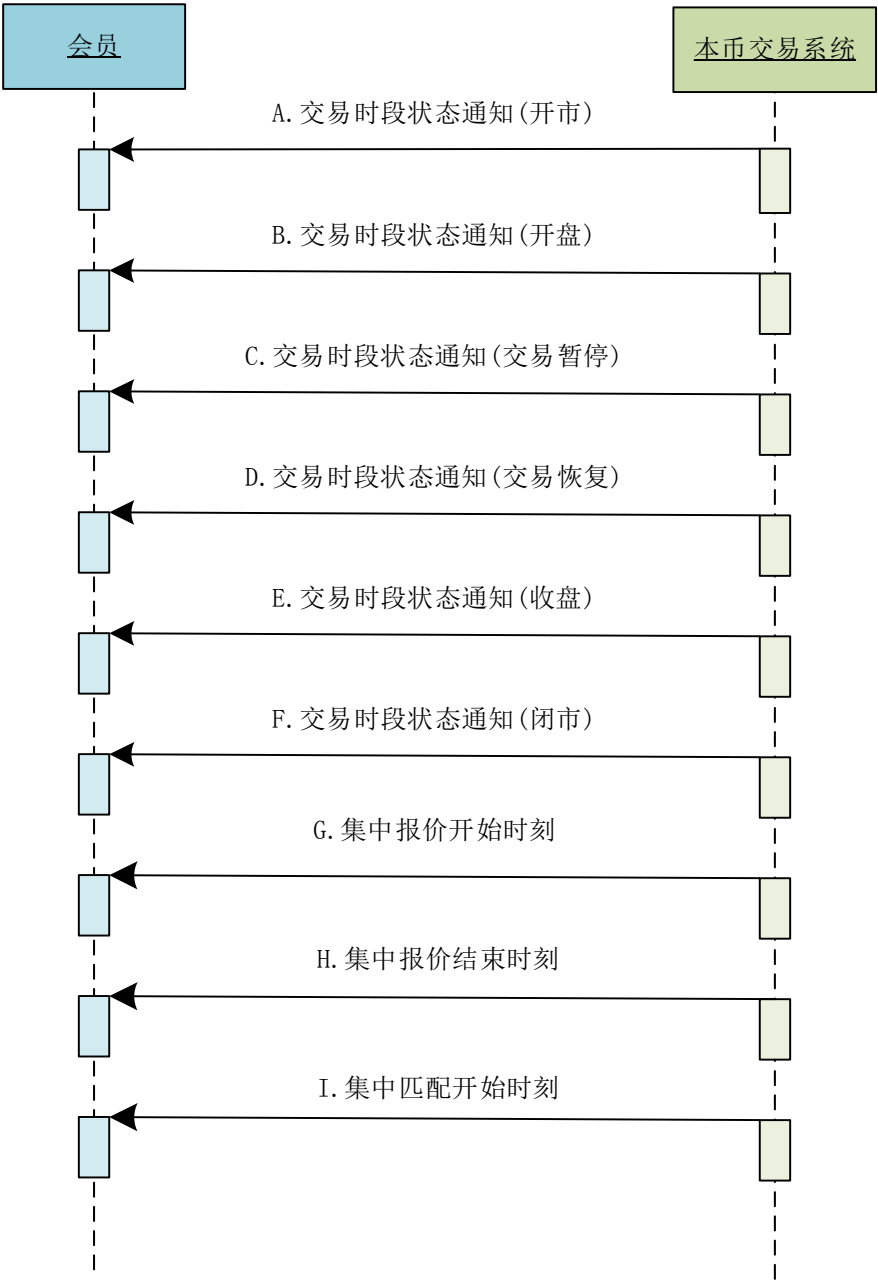 会员
本币交易系统
A.交易时段状态通知(开市)
B.交易时段状态通知(开盘)
C.交易时段状态通知(交易暂停)
D.交易时段状态通知(交易恢复)
E.交易时段状态通知(收盘)
F.交易时段状态通知(闭市)
G.集中报价开始时刻
H.集中报价结束时刻
I.集中匹配开始时刻